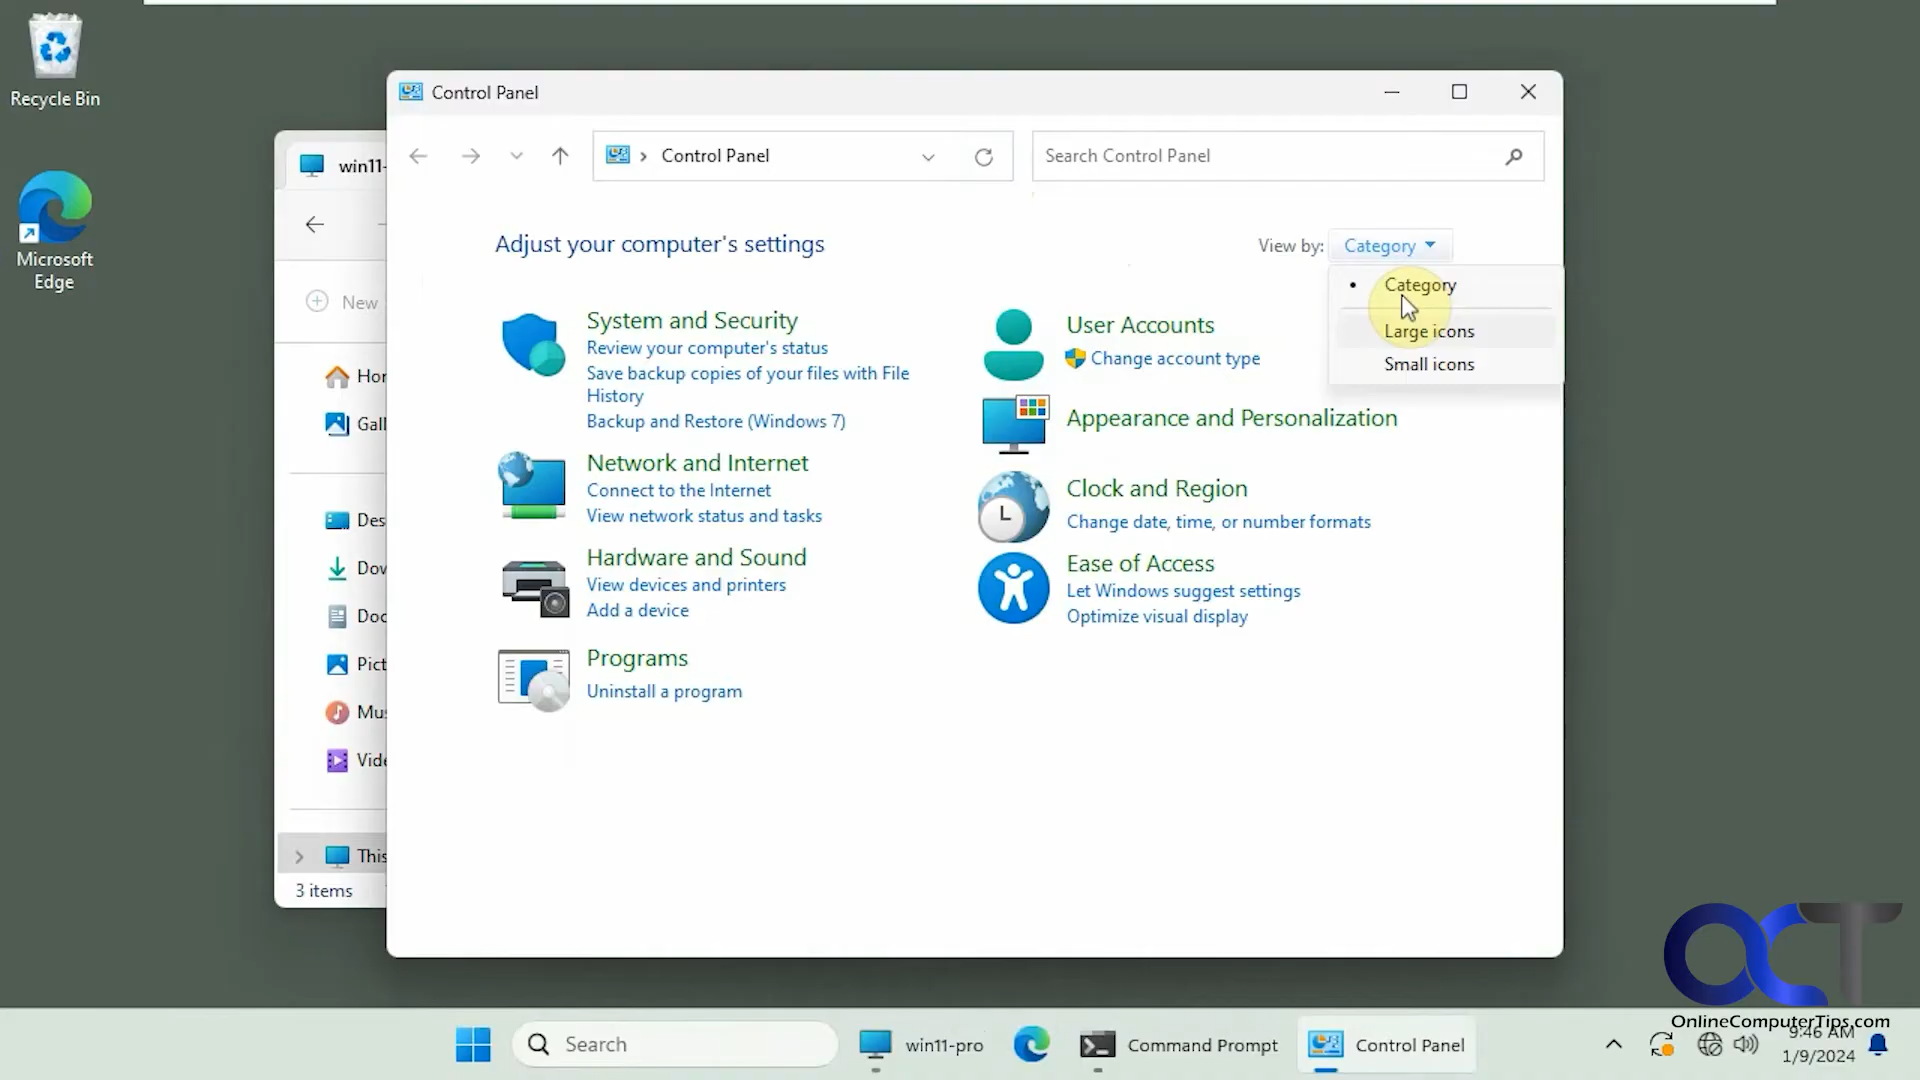 Recycle Bin
Microsoft
Edge
win11-
New
Hor
Gall
Des
Dow
Doc
Pict
Mus
Vide
This
3 items
Control Panel
Control Panel
Search Control Panel
Adjust your computer's settings
View by: Category
Category
Large icons
Small icons
System and Security
Review your computer's status
Save backup copies of your files with File
History
Backup and Restore (Windows 7)
Network and Internet
Connect to the Internet
View network status and tasks
Hardware and Sound
View devices and printers
Add a device
Programs
Uninstall a program
User Accounts
Change account type
Appearance and Personalization
Clock and Region
Change date, time, or number formats
Ease of Access
Let Windows suggest settings
Optimize visual display
OCT
OnlineComputerTips.com
Search
win11-pro
Command Prompt
Control Panel
9:46 AM
1/9/2024